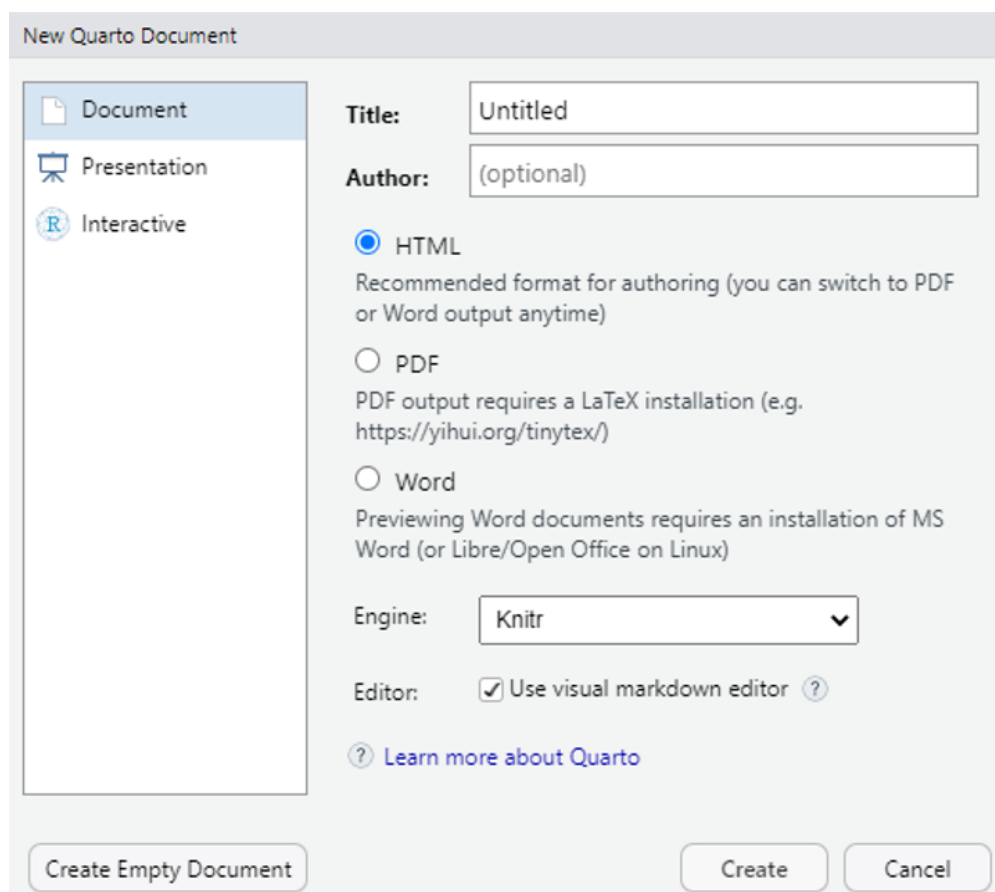 New Quarto Document
Document
Presentation
R Interactive
Title: Untitled
Author: (optional)
HTML
Recommended format for authoring (you can switch to PDF
or Word output anytime)
PDF
PDF output requires a LaTeX installation (e.g.
https://yihui.org/tinytex/)
Word
Previewing Word documents requires an installation of MS
Word (or Libre/Open Office on Linux)
Engine: Knitr
Editor: Use visual markdown editor ?
? Learn more about Quarto
Create Empty Document Create Cancel